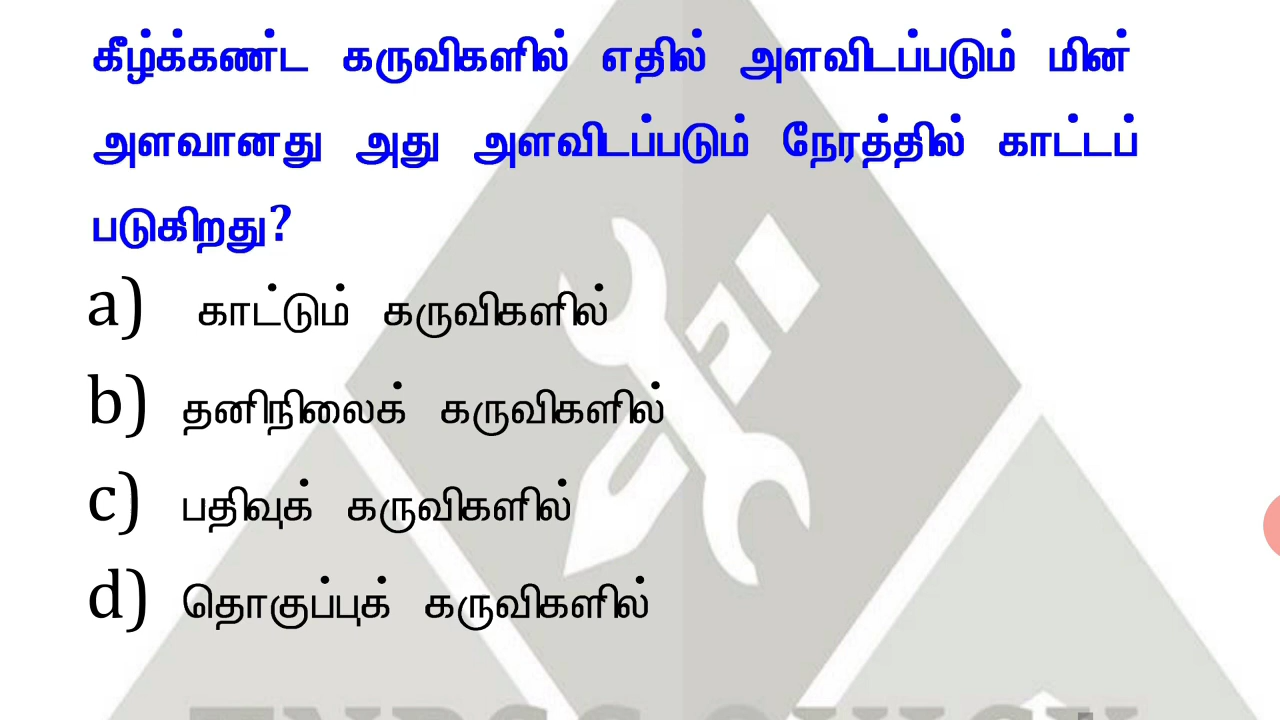 கீழ்க்கண்ட கருவிகளில் எதில் அளவிடப்படும் மின்
அளவானது அது அளவிடப்படும் நேரத்தில் காட்டப்
படுகிறது?
a) காட்டும் கருவிகளில்
b) தனிநிலைக் கருவிகளில்
c) பதிவுக் கருவிகளில்
d) தொகுப்புக் கருவிகளில்